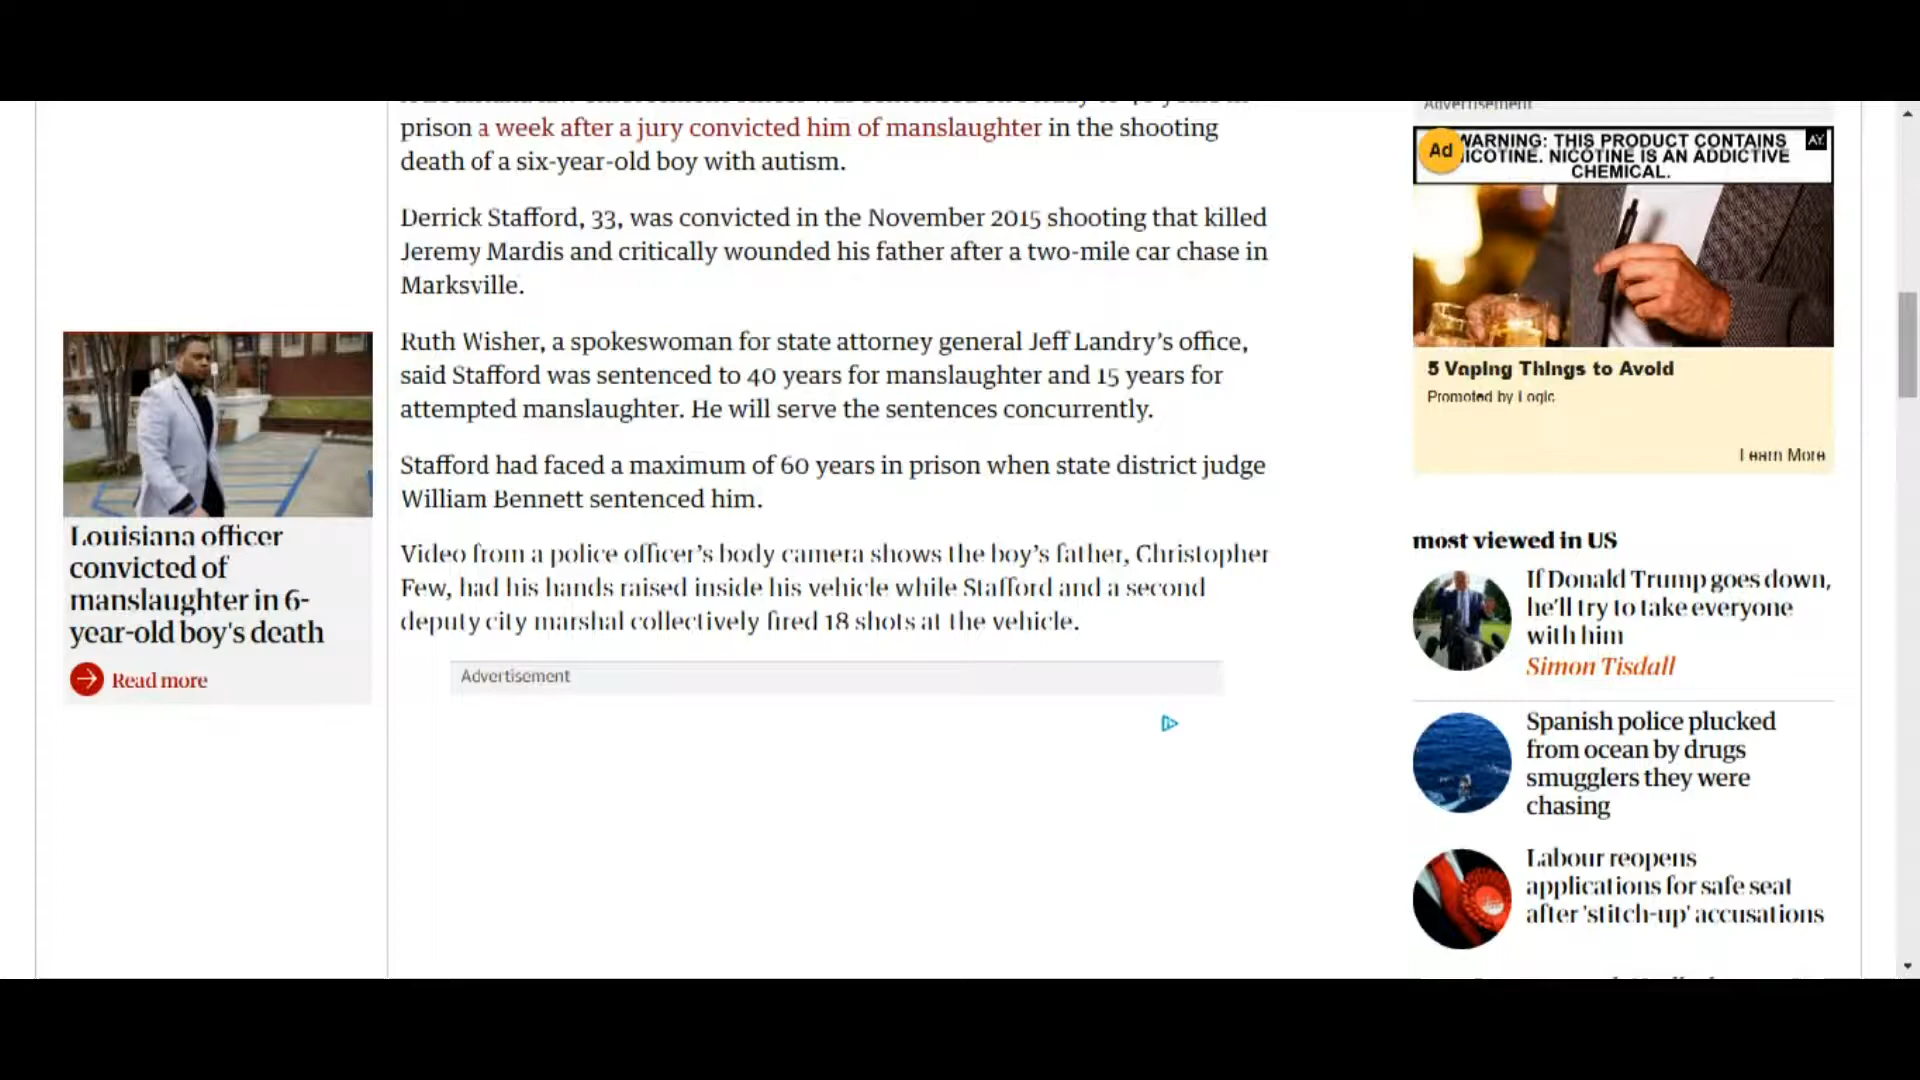 prison a week after a jury convicted him of manslaughter in the shooting
death of a six-year-old boy with autism.
Derrick Stafford, 33, was convicted in the November 2015 shooting that killed
Jeremy Mardis and critically wounded his father after a two-mile car chase in
Marksville.
Ruth Wisher, a spokeswoman for state attorney general Jeff Landry’s office,
said Stafford was sentenced to 40 years for manslaughter and 15 years for
attempted manslaughter. He will serve the sentences concurrently.
Stafford had faced a maximum of 60 years in prison when state district judge
William Bennett sentenced him.
Video from a police officer’s body camera shows the boy’s father, Christopher
Few, had his hands raised inside his vehicle while Stafford and a second
deputy city marshal collectively fired 18 shots at the vehicle.
Advertisement
Louisiana officer
convicted of
manslaughter in 6-
year-old boy's death
Read more
Advertisement
Ad
WARNING: THIS PRODUCT CONTAINS
NICOTINE. NICOTINE IS AN ADDICTIVE
CHEMICAL.
5 Vaping Things to Avoid
Promoted by Logic
Learn More
most viewed in US
If Donald Trump goes down,
he'll try to take everyone
with him
Simon Tisdall
Spanish police plucked
from ocean by drugs
smugglers they were
chasing
Labour reopens
applications for safe seat
after 'stitch-up' accusations